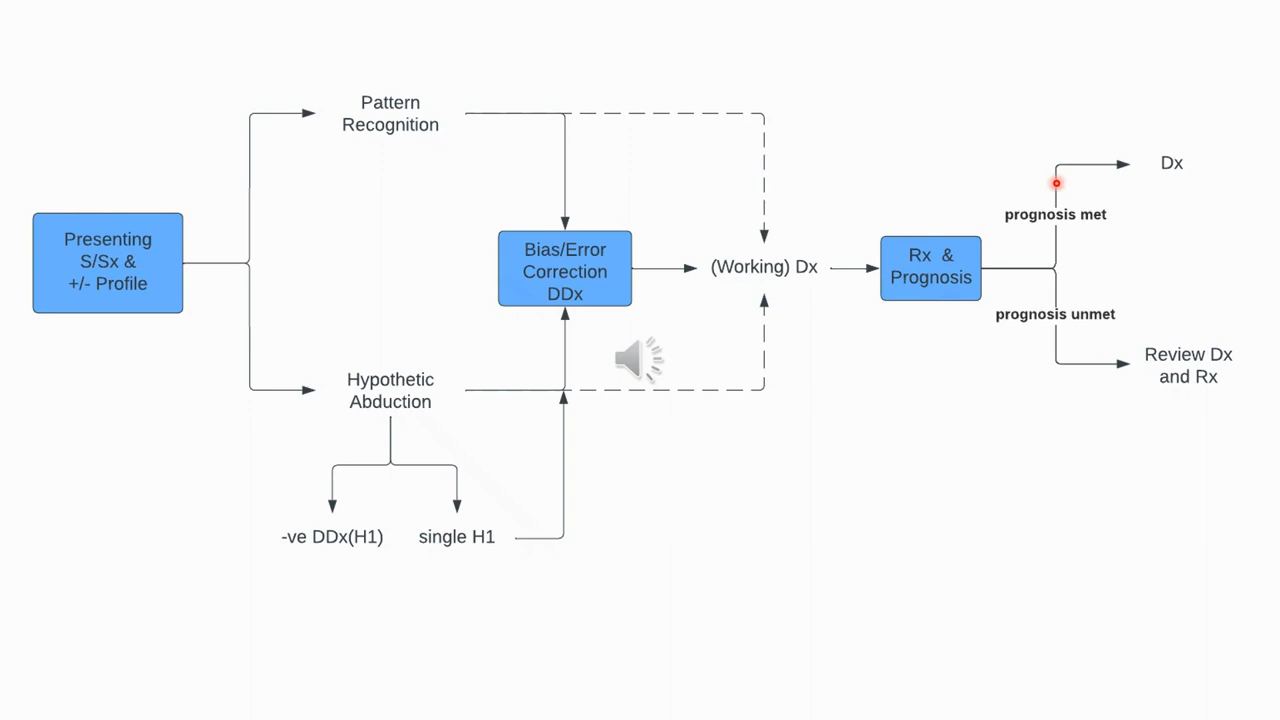 Pattern
Recognition
Presenting
S/Sx &
+/- Profile
Bias/Error
Correction
DDx
(Working) Dx
Rx & 
Prognosis
Dx
prognosis met
prognosis unmet
Review Dx
and Rx
Hypothetic
Abduction
-ve DDx(H1)
single H1